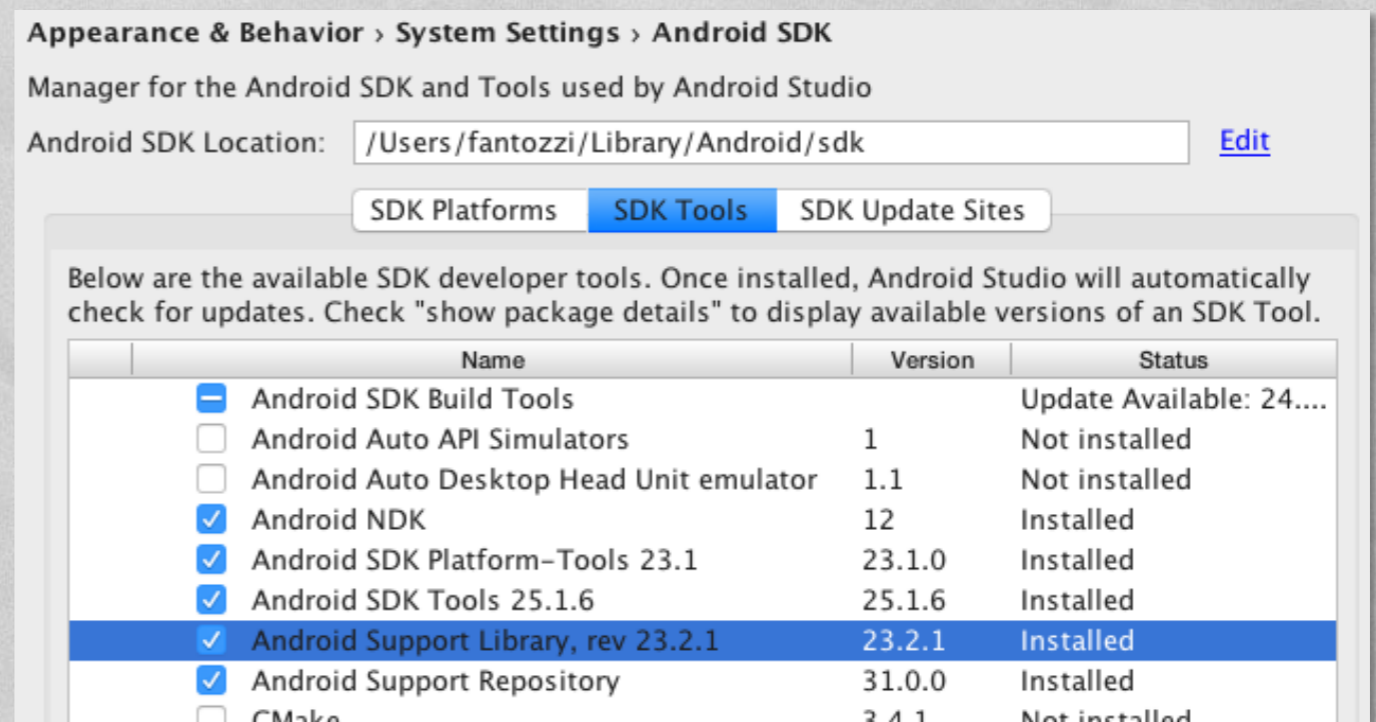 Appearance & Behavior › System Settings › Android SDK
Manager for the Android SDK and Tools used by Android Studio
Android SDK Location: /Users/fantozzi/Library/Android/sdk Edit
SDK Platforms SDK Tools SDK Update Sites
Below are the available SDK developer tools. Once installed, Android Studio will automatically
check for updates. Check "show package details" to display available versions of an SDK Tool.
Name Version Status
Android SDK Build Tools Update Available: 24....
Android Auto API Simulators 1 Not installed
Android Auto Desktop Head Unit emulator 1.1 Not installed
Android NDK 12 Installed
Android SDK Platform-Tools 23.1 23.1.0 Installed
Android SDK Tools 25.1.6 25.1.6 Installed
Android Support Library, rev 23.2.1 23.2.1 Installed
Android Support Repository 31.0.0 Installed
CMake 3.4.1 Not installed